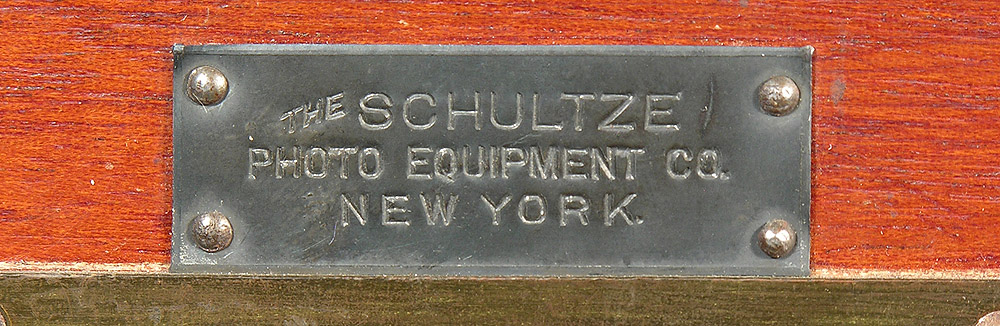 THE SCHULTZE
PHOTO EQUIPMENT CO.
NEW YORK.